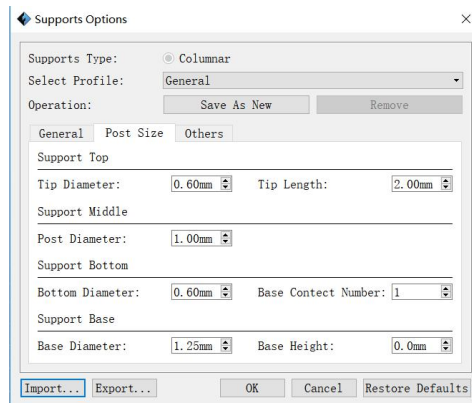 Supports Options
Supports Type: Columnar
Select Profile: General
Operation: Save As New Remove
General Post Size Others
Support Top
Tip Diameter: 0.60mm Tip Length: 2.00mm
Support Middle
Post Diameter: 1.00mm
Support Bottom
Bottom Diameter: 0.60mm Base Contect Number: 1
Support Base
Base Diameter: 1.25mm Base Height: 0.0mm
Import... Export... OK Cancel Restore Defaults